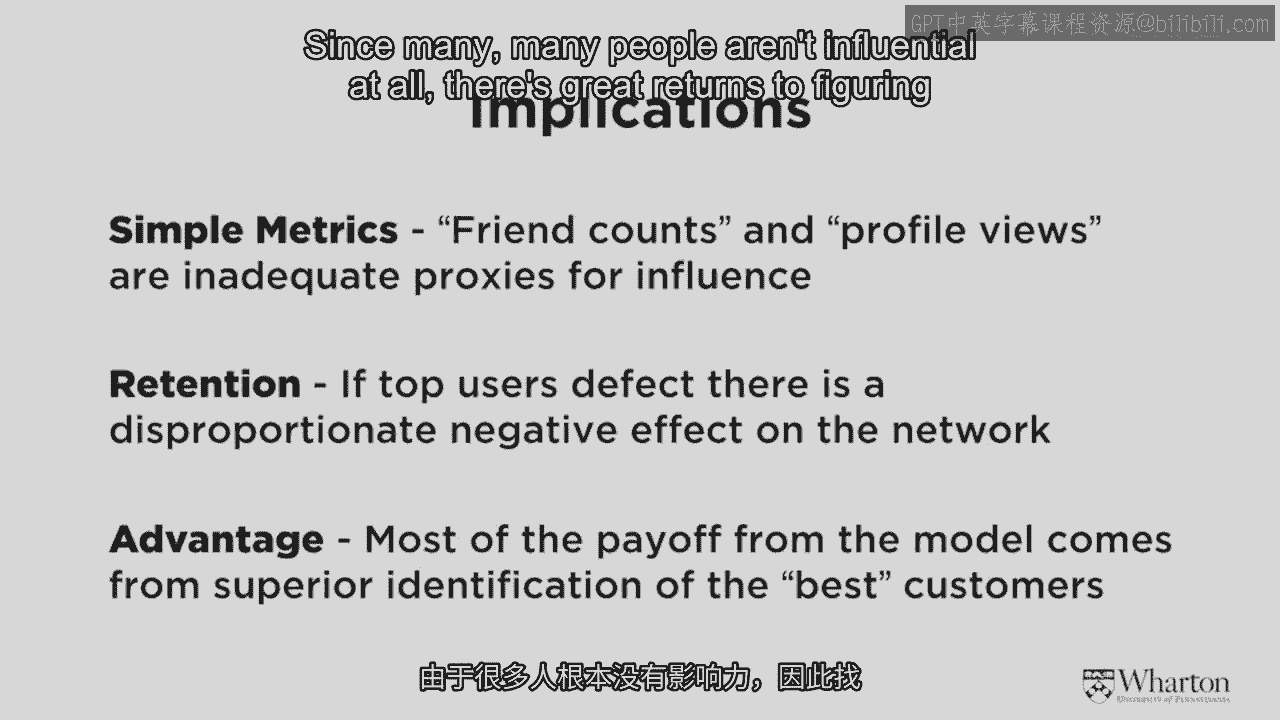 GPT中英字幕课程资源@bilibili.com
Since many, many people aren't influential
at all, there's great returns to figuring
Implications
Simple Metrics - “Friend counts” and “profile views”
are inadequate proxies for influence
Retention - If top users defect there is a
disproportionate negative effect on the network
Advantage - Most of the payoff from the model comes
from superior identification of the “best” customers
由于很多人根本没有影响力，因此找
Wharton
University of Pennsylvania